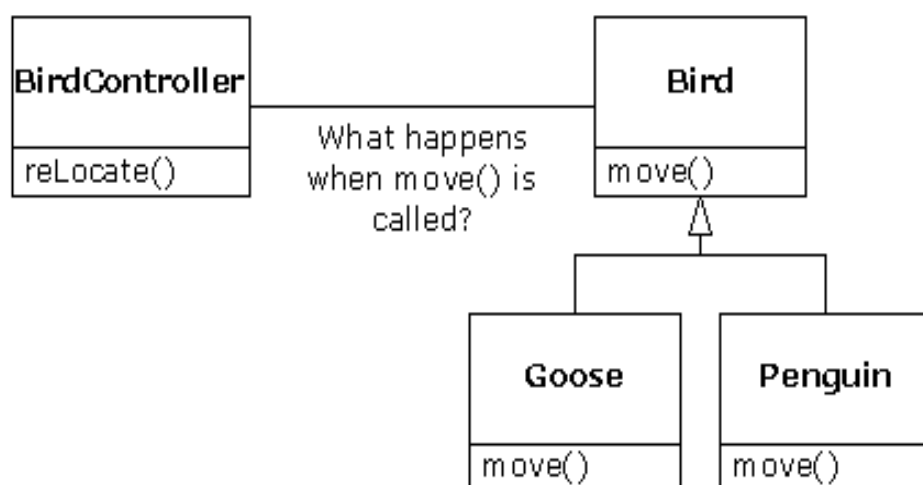 BirdController
reLocate()
What happens
when move() is
called?
Bird
move()
Goose
move()
Penguin
move()